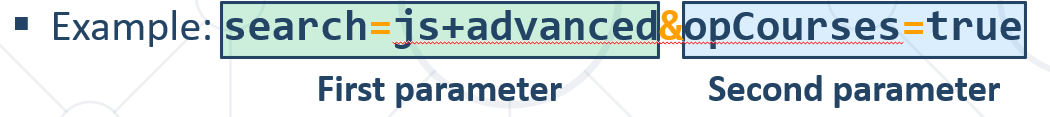 ▪ Example: search=js+advanced&opCourses=true
First parameter Second parameter